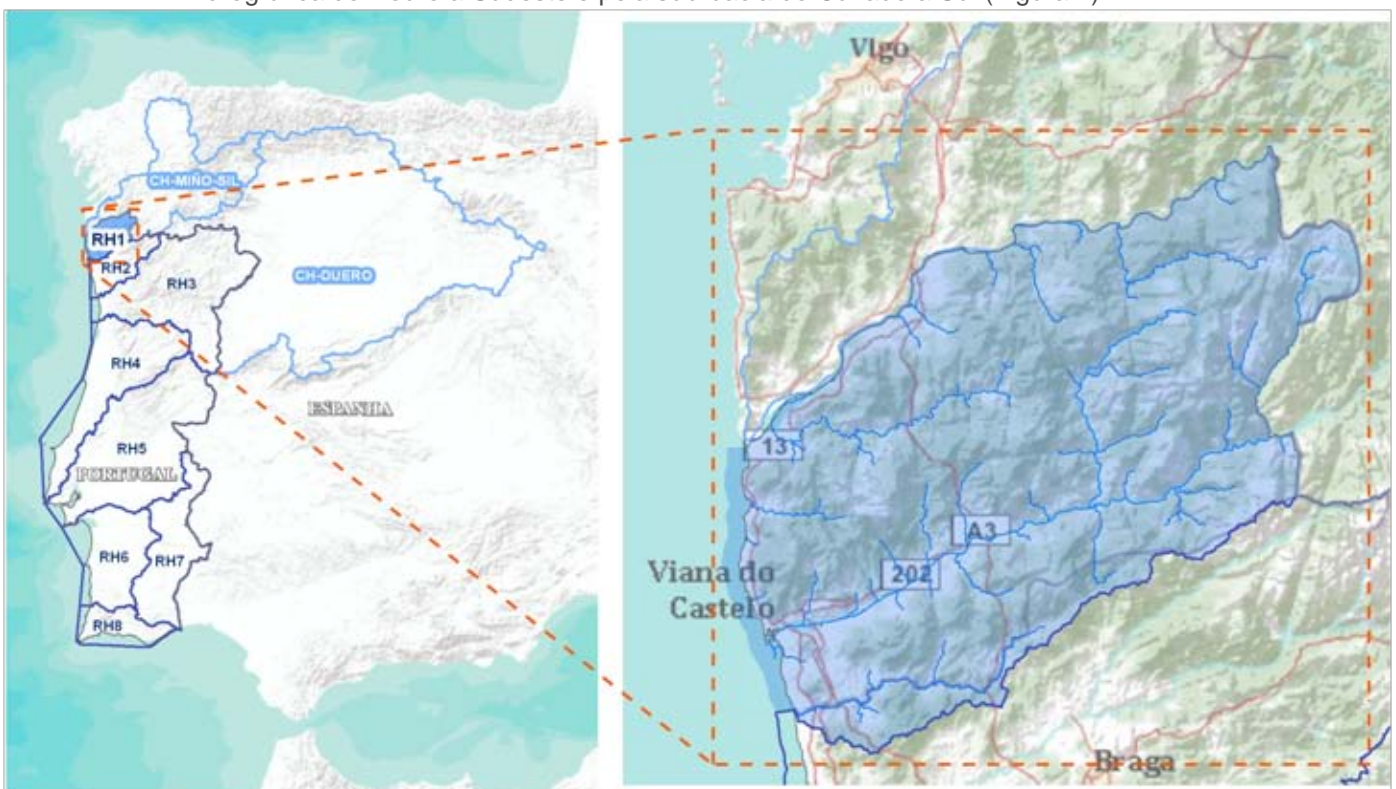 CH-MIÑO-SIL
RH1
RH2
RH3
CH-DUERO
RH4
ESPANHA
RH5
PORTUGAL
RH6
RH7
RH8
Vigo
13
A3
202
Viana do
Castelo
Braga